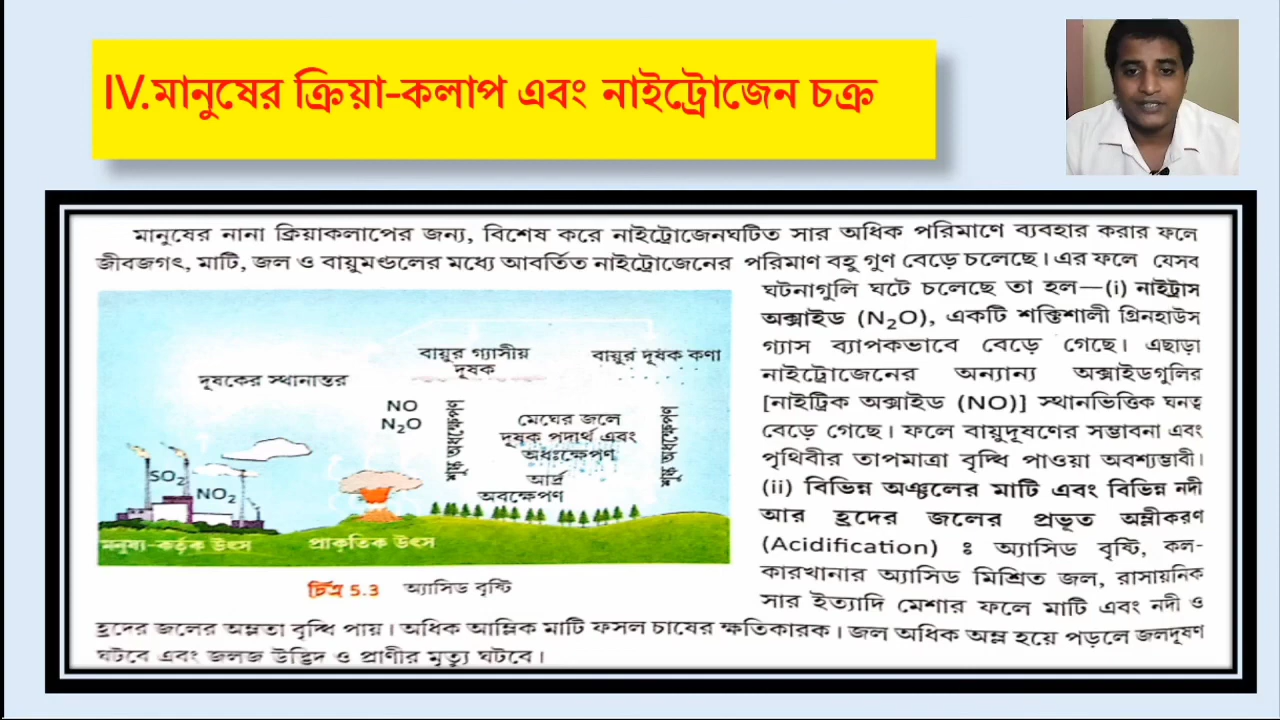 IV.মানুষের ক্রিয়া-কলাপ এবং নাইট্রোজেন চক্র
মানুষের নানা ক্রিয়াকলাপের জন্য, বিশেষ করে নাইট্রোজেনঘটিত সার অধিক পরিমাণে ব্যবহার করার ফলে
জীবজগৎ, মাটি, জল ও বায়ুমণ্ডলের মধ্যে আবর্তিত নাইট্রোজেনের পরিমাণ বহু গুণ বেড়ে চলেছে। এর ফলে যেসব
ঘটনাগুলি ঘটে চলেছে তা হল—(i) নাইট্রাস
অক্সাইড (N₂O), একটি শক্তিশালী গ্রিনহাউস
গ্যাস ব্যাপকভাবে বেড়ে গেছে। এছাড়া
নাইট্রোজেনের অন্যান্য অক্সাইডগুলির
[নাইট্রিক অক্সাইড (NO)] স্থানভিত্তিক ঘনত্ব
বেড়ে গেছে। ফলে বায়ুদূষণের সম্ভাবনা এবং
পৃথিবীর তাপমাত্রা বৃদ্ধি পাওয়া অবশ্যম্ভাবী।
(ii) বিভিন্ন অঞ্চলের মাটি এবং বিভিন্ন নদী
আর হ্রদের জলের প্রভূত অম্লীকরণ
(Acidification) ঃ অ্যাসিড বৃষ্টি, কল-
কারখানার অ্যাসিড মিশ্রিত জল, রাসায়নিক
সার ইত্যাদি মেশার ফলে মাটি এবং নদী ও
হ্রদের জলের অম্লতা বৃদ্ধি পায়। অধিক আম্লিক মাটি ফসল চাষের ক্ষতিকারক। জল অধিক অম্ল হয়ে পড়লে জলদূষণ
ঘটবে এবং জলজ উদ্ভিদ ও প্রাণীর মৃত্যু ঘটবে।
দূষকের স্থানান্তর
বায়ুর গ্যাসীয়
দূষক
বায়ুর দূষক কণা
NO
N₂O
শুষ্ক অধঃক্ষেপণ
মেঘের জলে
দূষক পদার্থ এবং
অধঃক্ষেপণ
আর্দ্র
অবক্ষেপণ
শুষ্ক অধঃক্ষেপণ
SO₂
NO₂
মনুষ্য-কর্তৃক উৎস
প্রাকৃতিক উৎস
চিত্র 5.3 অ্যাসিড বৃষ্টি